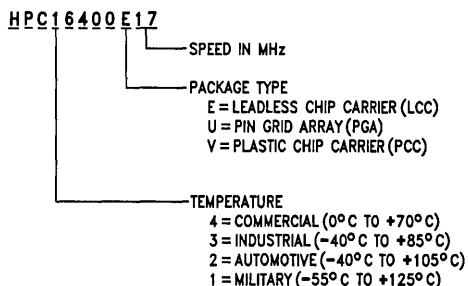 HPC16400E17
SPEED IN MHz
PACKAGE TYPE
E = LEADLESS CHIP CARRIER (LCC)
U = PIN GRID ARRAY (PGA)
V = PLASTIC CHIP CARRIER (PCC)
TEMPERATURE
4 = COMMERCIAL (0°C TO +70°C)
3 = INDUSTRIAL (-40°C TO +85°C)
2 = AUTOMOTIVE (-40°C TO +105°C)
1 = MILITARY (-55°C TO +125°C)